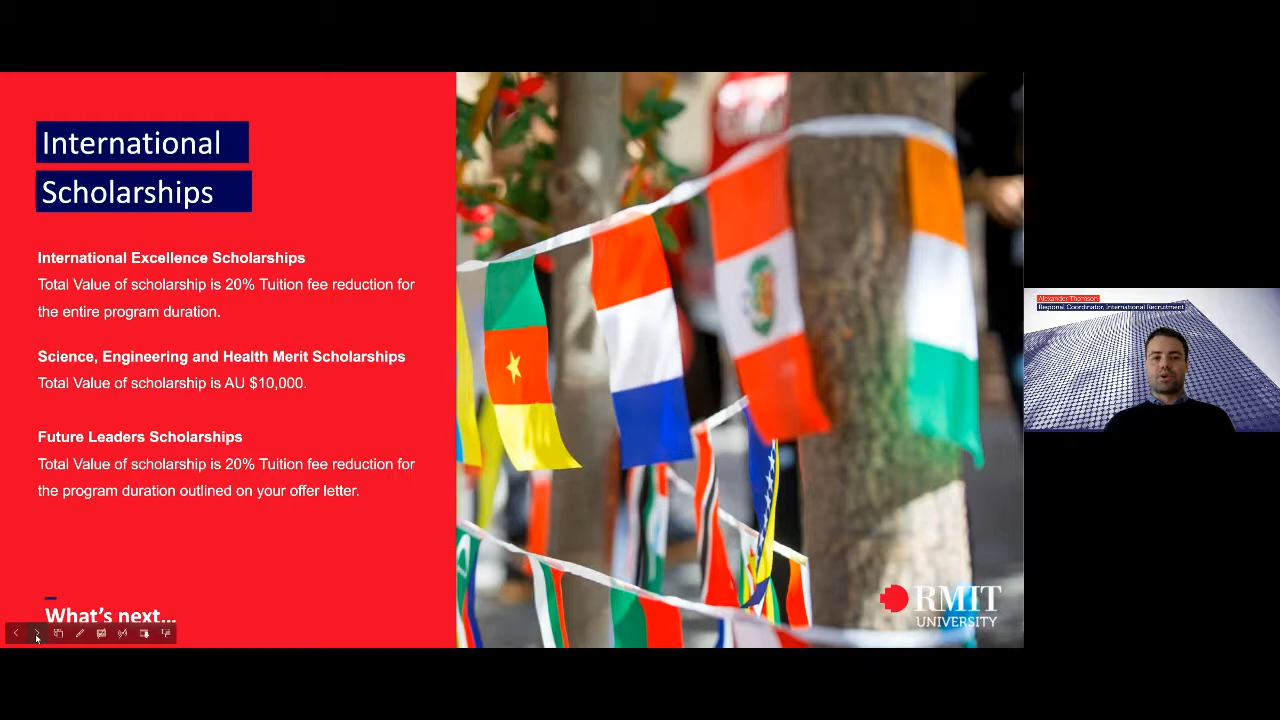 International
Scholarships
International Excellence Scholarships
Total Value of scholarship is 20% Tuition fee reduction for
the entire program duration.
Science, Engineering and Health Merit Scholarships
Total Value of scholarship is AU $10,000.
Future Leaders Scholarships
Total Value of scholarship is 20% Tuition fee reduction for
the program duration outlined on your offer letter.
What's next...
RMIT
UNIVERSITY
Alexander Thomson
Regional Coordinator, International Recruitment